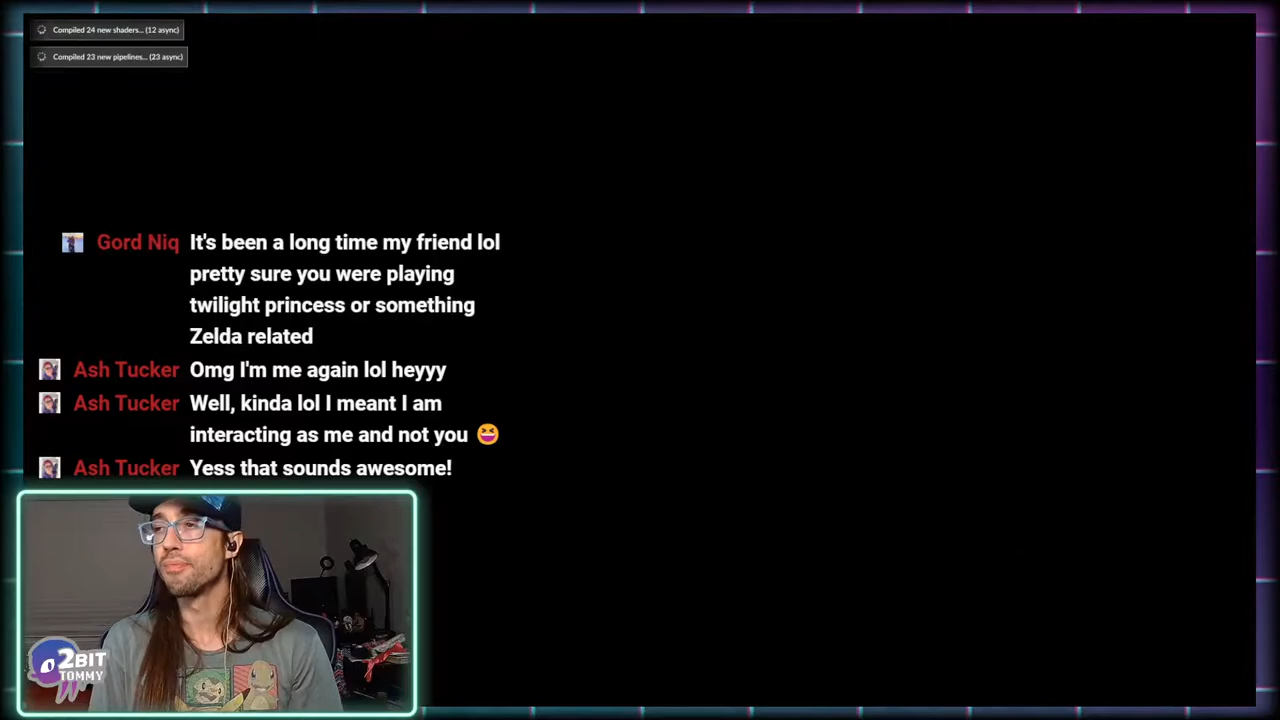 Compiled 24 new shaders... (12 async)
Compiled 23 new pipelines... (23 async)
Gord Niq It's been a long time my friend lol
pretty sure you were playing
twilight princess or something
Zelda related
Ash Tucker Omg I'm me again lol heyyy
Ash Tucker Well, kinda lol I meant I am
interacting as me and not you 😆
Ash Tucker Yess that sounds awesome!
2BIT
TOMMY